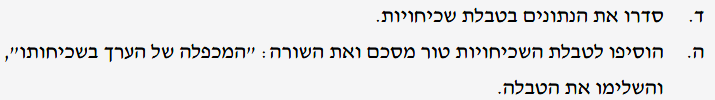 ד. סדרו את הנתונים בטבלת שכיחויות.
ה. הוסיפו לטבלת השכיחויות טור מסכם ואת השורה: "המכפלה של הערך בשכיחותו",
והשלימו את הטבלה.